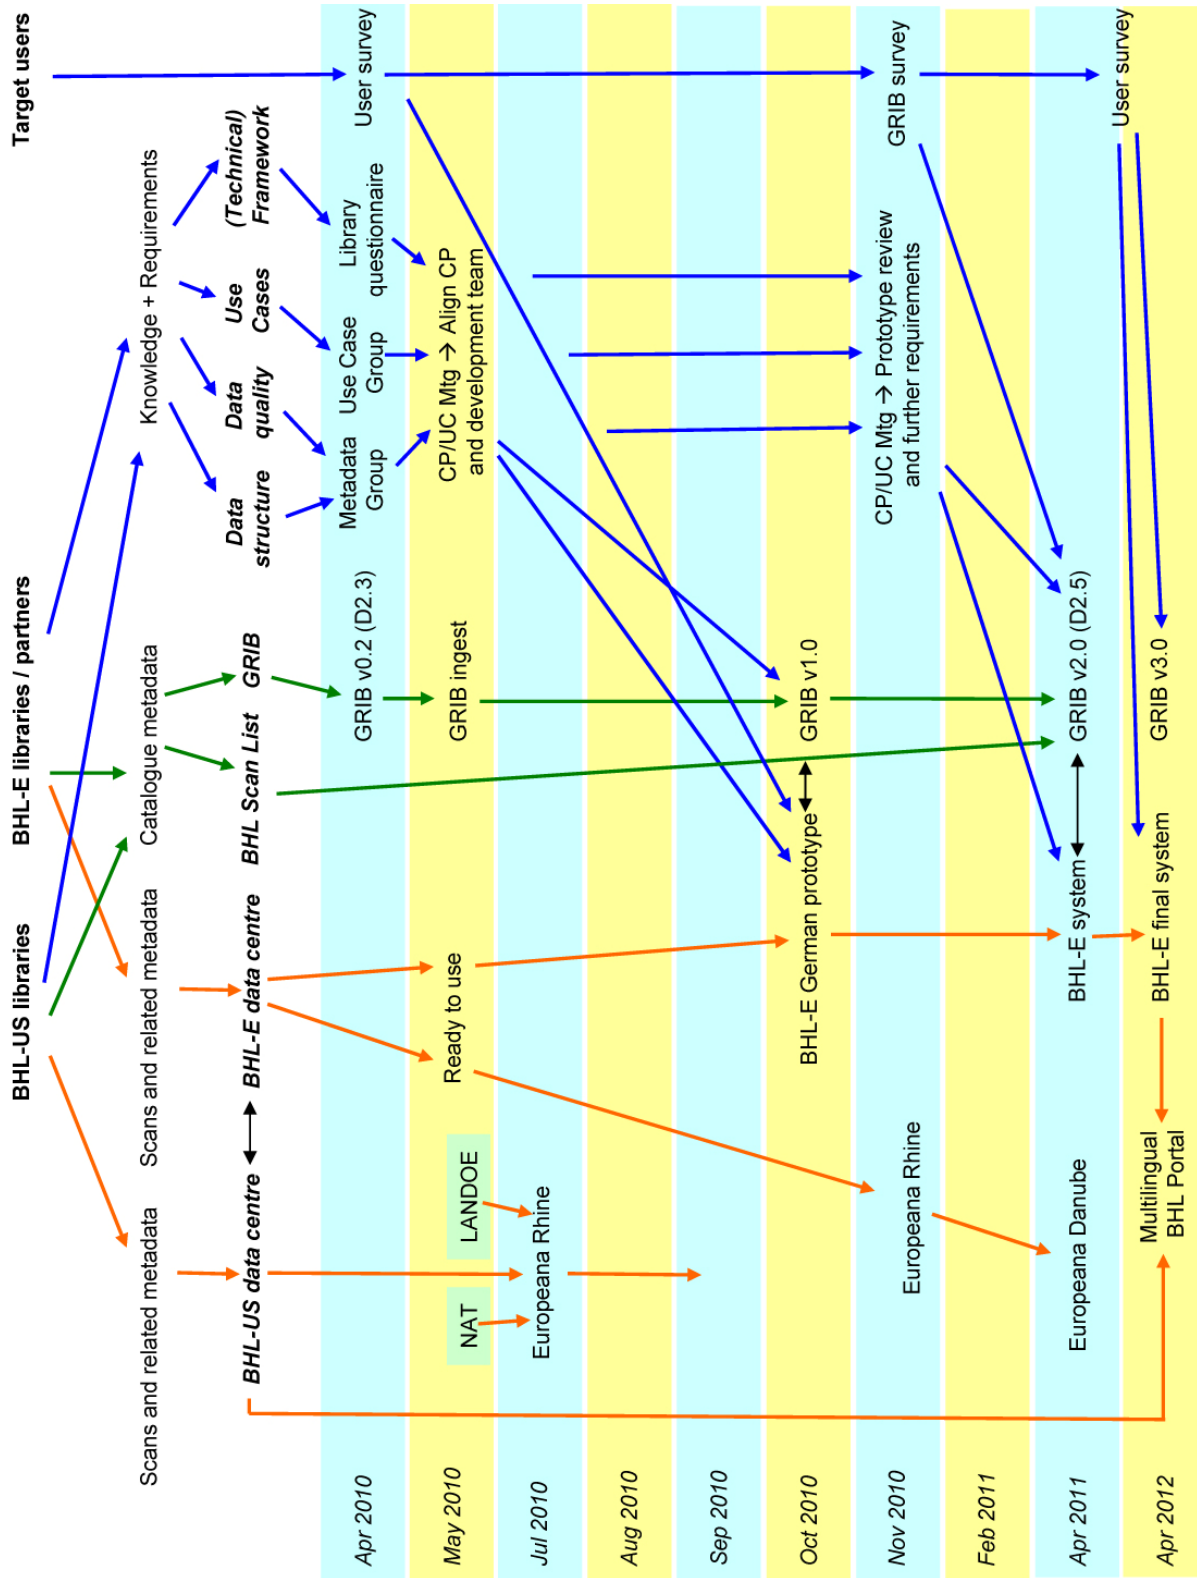 BHL-US libraries
BHL-E libraries / partners
Target users
Scans and related metadata
Scans and related metadata
Catalogue metadata
Knowledge + Requirements
BHL-US data centre
BHL-E data centre
BHL Scan List
GRIB
Data
structure
Data
quality
Use
Cases
(Technical)
Framework
Apr 2010
GRIB v0.2 (D2.3)
Metadata
Group
Use Case
Group
Library
questionnaire
User survey
May 2010
NAT
LANDOE
Ready to use
GRIB ingest
CP/UC Mtg → Align CP
and development team
Jul 2010
Europeana Rhine
Aug 2010
Sep 2010
Oct 2010
BHL-E German prototype
GRIB v1.0
Nov 2010
Europeana Rhine
CP/UC Mtg → Prototype review
and further requirements
GRIB survey
Feb 2011
Apr 2011
Europeana Danube
BHL-E system
GRIB v2.0 (D2.5)
Apr 2012
Multilingual
BHL Portal
BHL-E final system
GRIB v3.0
User survey